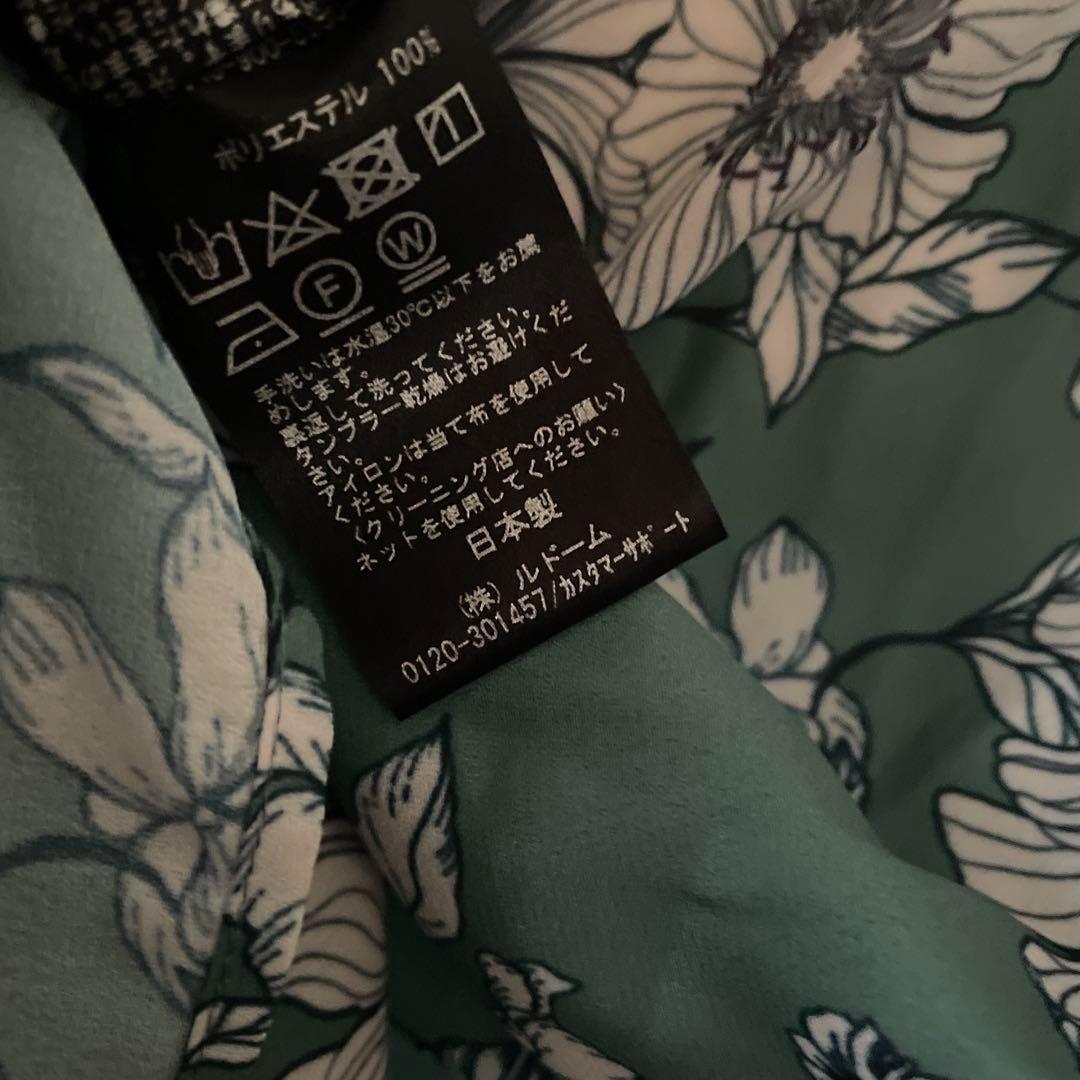 ポリエステル 100%
F W
手洗いは水温30℃以下をお薦
めします。
裏返して洗ってください。
タンブラー乾燥はお避けくだ
さい。
アイロンは当て布を使用して
ください。
〈クリーニング店へのお願い〉
ネットを使用してください。
日本製
(株) ルドーム
0120-301457/カスタマーサポート